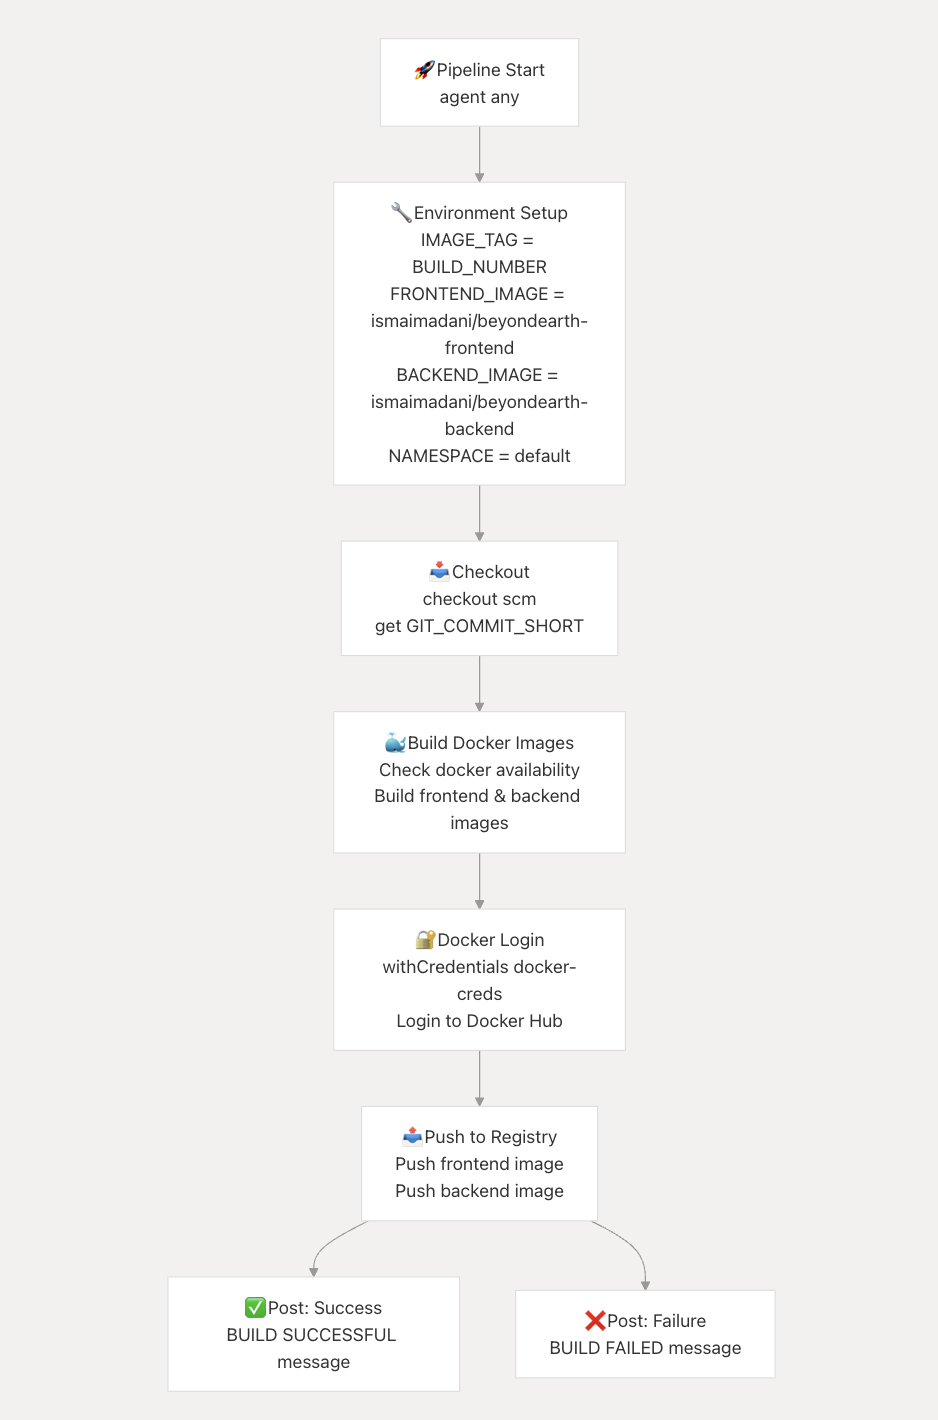 🚀Pipeline Start
agent any
🔧Environment Setup
IMAGE_TAG =
BUILD_NUMBER
FRONTEND_IMAGE =
ismaimadani/beyondearth-
frontend
BACKEND_IMAGE =
ismaimadani/beyondearth-
backend
NAMESPACE = default
📥Checkout
checkout scm
get GIT_COMMIT_SHORT
🐳Build Docker Images
Check docker availability
Build frontend & backend
images
🔐Docker Login
withCredentials docker-
creds
Login to Docker Hub
📤Push to Registry
Push frontend image
Push backend image
✅Post: Success
BUILD SUCCESSFUL
message
❌Post: Failure
BUILD FAILED message